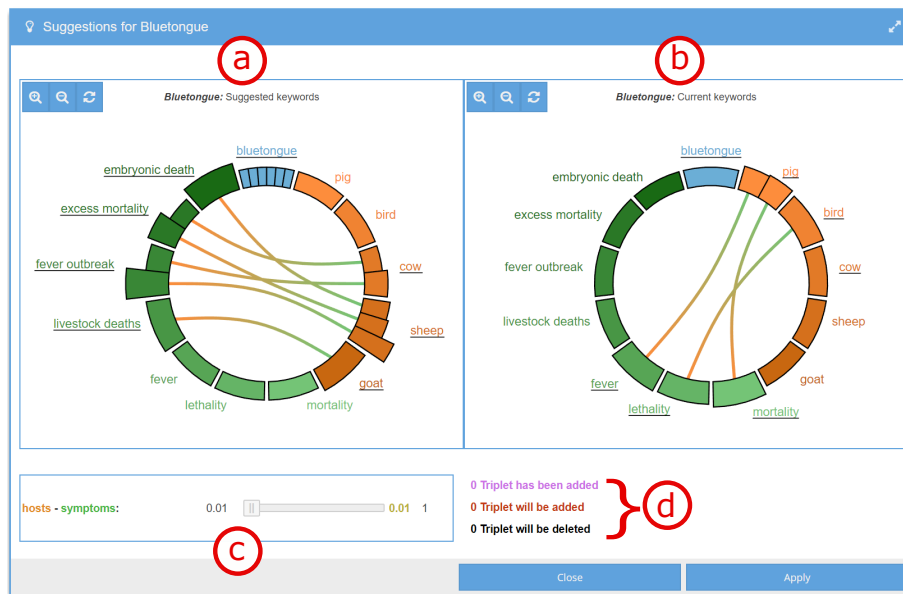 Suggestions for Bluetongue
a
b
Bluetongue: Suggested keywords
Bluetongue: Current keywords
bluetongue
embryonic death
pig
excess mortality
bird
fever outbreak
cow
livestock deaths
sheep
fever
goat
lethality
mortality
bluetongue
embryonic death
pig
excess mortality
bird
fever outbreak
cow
livestock deaths
sheep
fever
goat
lethality
mortality
hosts - symptoms: 0.01 0.01 1
c
0 Triplet has been added
0 Triplet will be added
0 Triplet will be deleted
d
Close
Apply